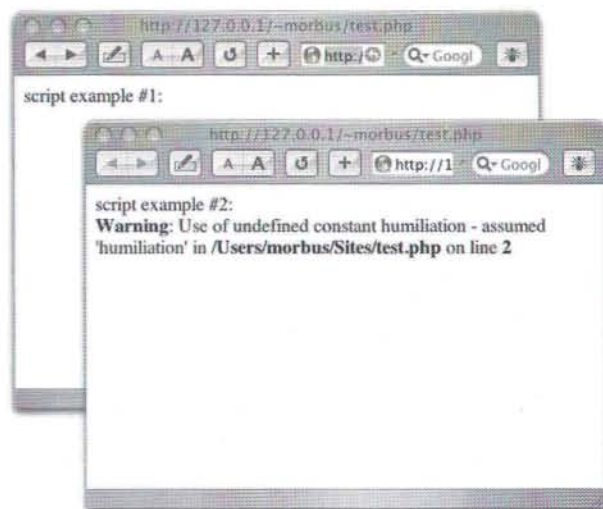 http://127.0.0.1/~morbus/test.php
A A + http:/ Q- Googl
script example #1:
http://127.0.0.1/~morbus/test.php
A A + http://1 Q- Googl
script example #2:
Warning: Use of undefined constant humiliation - assumed
'humiliation' in /Users/morbus/Sites/test.php on line 2